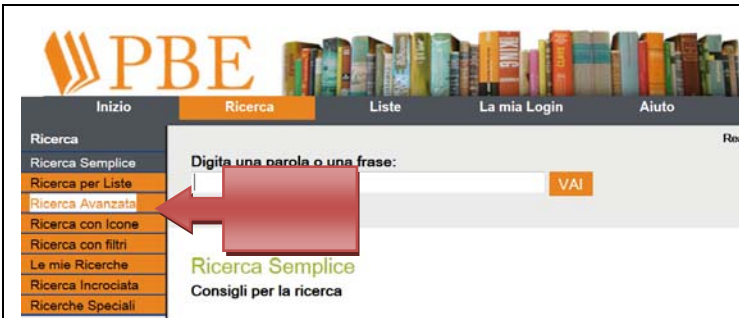 PBE
Inizio Ricerca Liste La mia Login Aiuto
Ricerca
Ricerca Semplice
Ricerca per Liste
Ricerca Avanzata
Ricerca con Icone
Ricerca con filtri
Le mie Ricerche
Ricerca Incrociata
Ricerche Speciali
Digita una parola o una frase:
VAI
Ricerca Semplice
Consigli per la ricerca